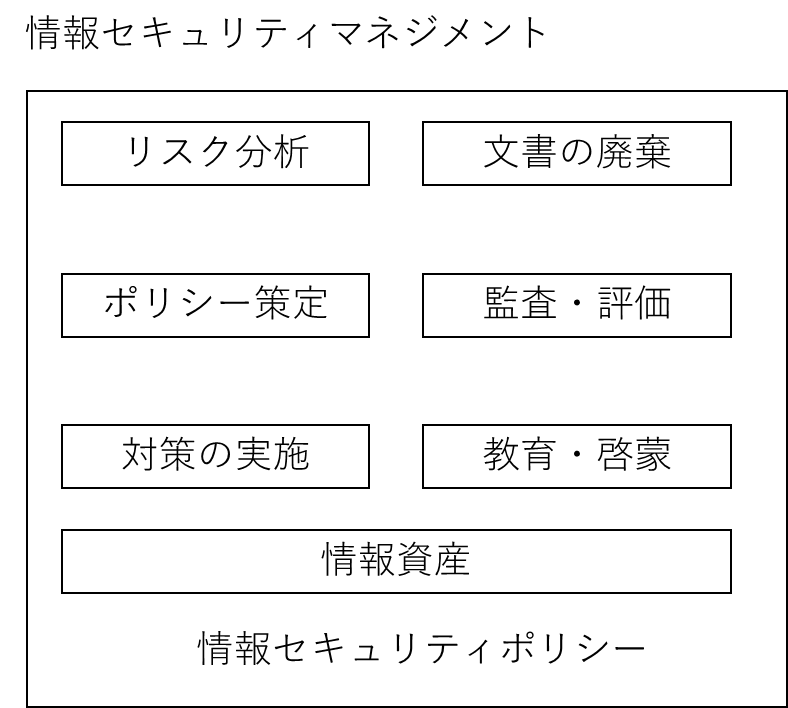 情報セキュリティマネジメント
リスク分析
文書の廃棄
ポリシー策定
監査・評価
対策の実施
教育・啓蒙
情報資産
情報セキュリティポリシー